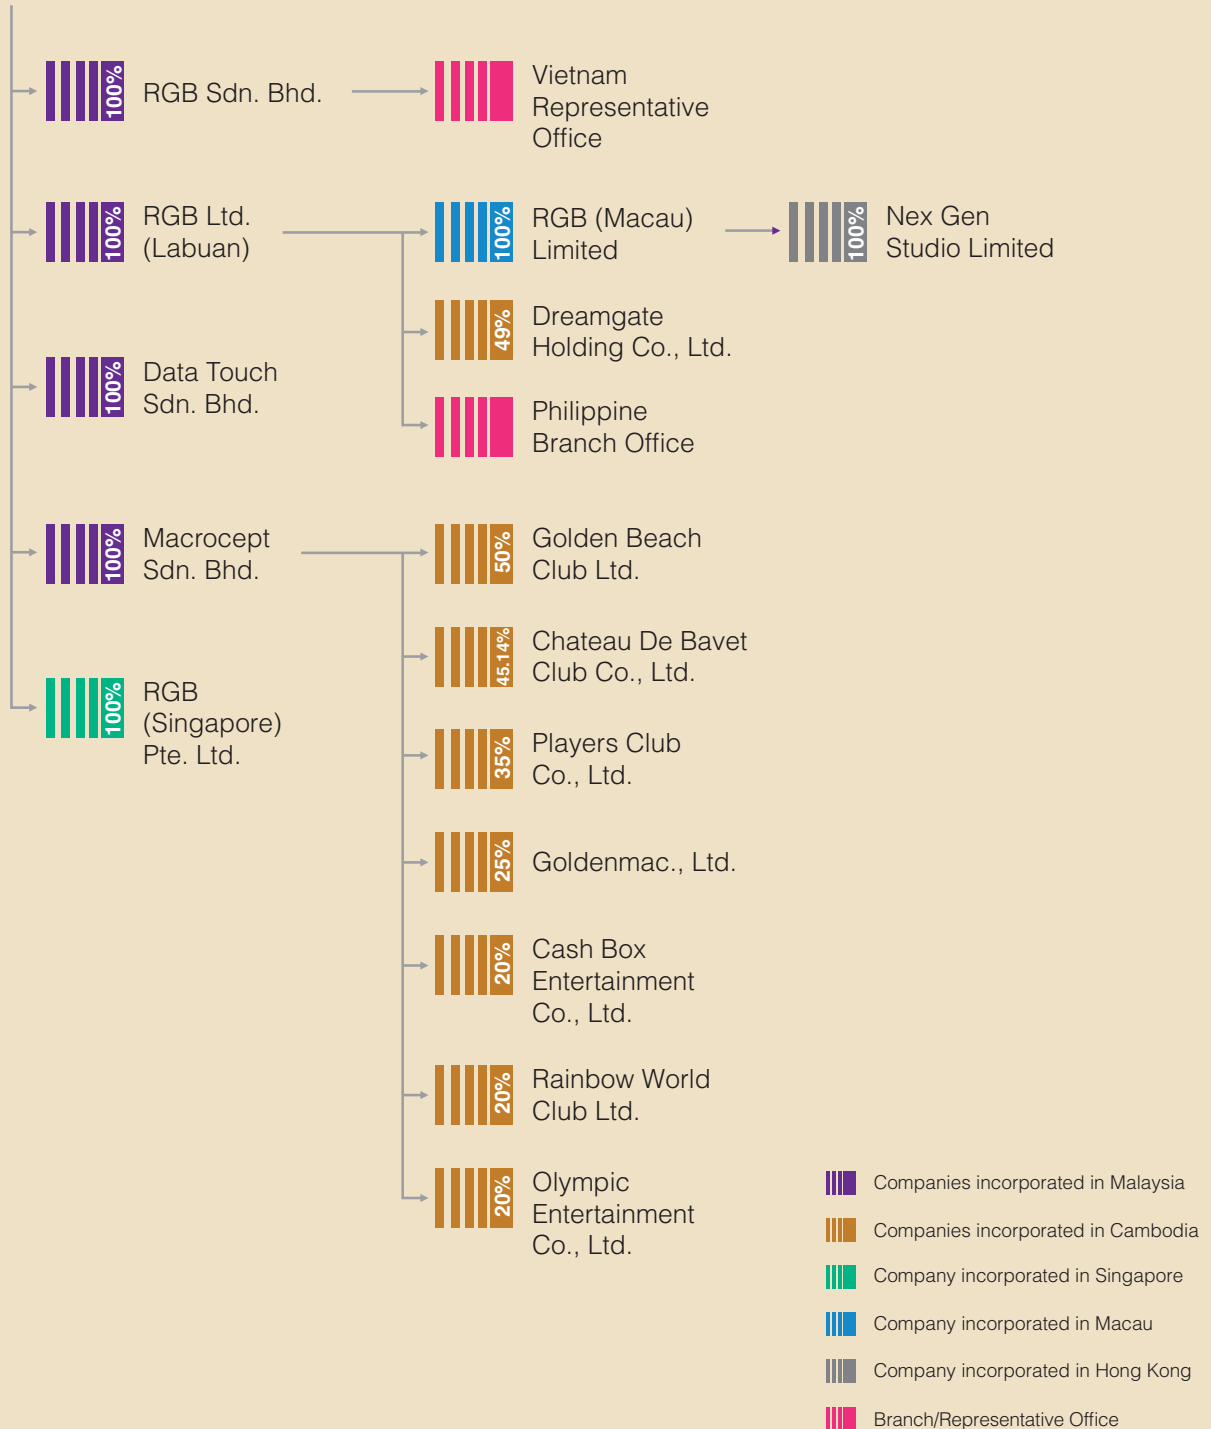 100%
RGB Sdn. Bhd.
Vietnam
Representative
Office
100%
RGB Ltd.
(Labuan)
100%
RGB (Macau)
Limited
100%
Nex Gen
Studio Limited
49%
Dreamgate
Holding Co., Ltd.
100%
Data Touch
Sdn. Bhd.
Philippine
Branch Office
100%
Macrocept
Sdn. Bhd.
50%
Golden Beach
Club Ltd.
45.14%
Chateau De Bavet
Club Co., Ltd.
100%
RGB
(Singapore)
Pte. Ltd.
35%
Players Club
Co., Ltd.
25%
Goldenmac., Ltd.
20%
Cash Box
Entertainment
Co., Ltd.
20%
Rainbow World
Club Ltd.
20%
Olympic
Entertainment
Co., Ltd.
Companies incorporated in Malaysia
Companies incorporated in Cambodia
Company incorporated in Singapore
Company incorporated in Macau
Company incorporated in Hong Kong
Branch/Representative Office